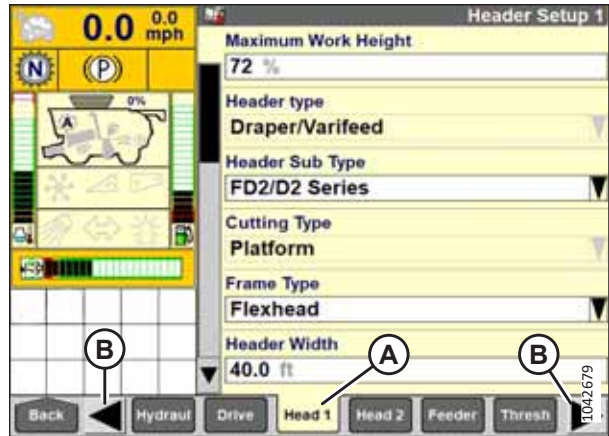 0.0 0.0 mph
Header Setup 1
N (P)
0%
A
Maximum Work Height
72 %
Header type
Draper/Varifeed
Header Sub Type
FD2/D2 Series
Cutting Type
Platform
Frame Type
Flexhead
Header Width
40.0 ft
B
A
B
1042679
Back
Hydraul
Drive
Head 1
Head 2
Feeder
Thresh